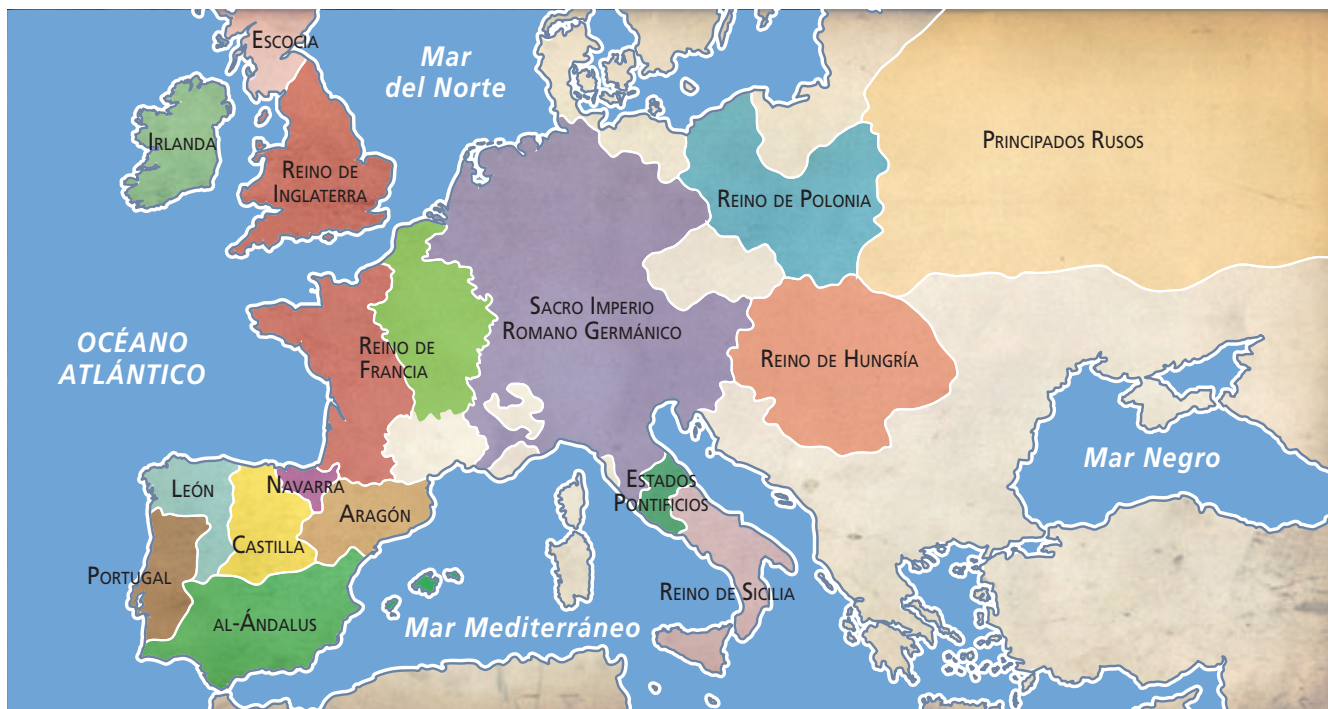 Escocia
Mar
del Norte
Irlanda
Reino de
Inglaterra
Principados Rusos
Reino de Polonia
Sacro Imperio
Romano Germánico
OCÉANO
ATLÁNTICO
Reino de
Francia
Reino de Hungría
Mar Negro
León
Navarra
Aragón
Castilla
Portugal
al-Ándalus
Estados
Pontificios
Reino de Sicilia
Mar Mediterráneo